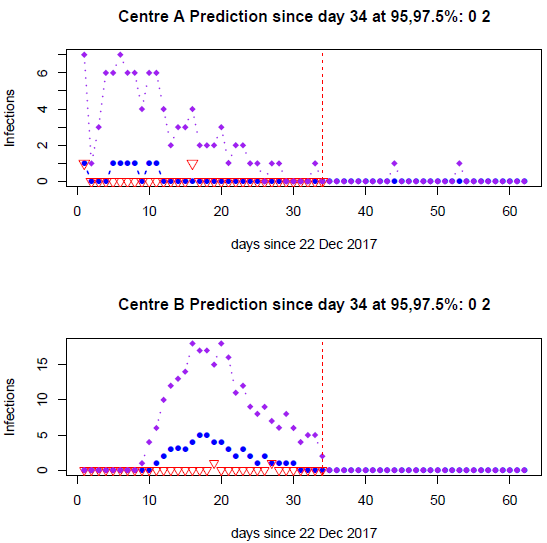 Centre A Prediction since day 34 at 95,97.5%: 0 2
Infections
6
4
2
0
0 10 20 30 40 50 60
days since 22 Dec 2017
Centre B Prediction since day 34 at 95,97.5%: 0 2
Infections
15
10
5
0
0 10 20 30 40 50 60
days since 22 Dec 2017